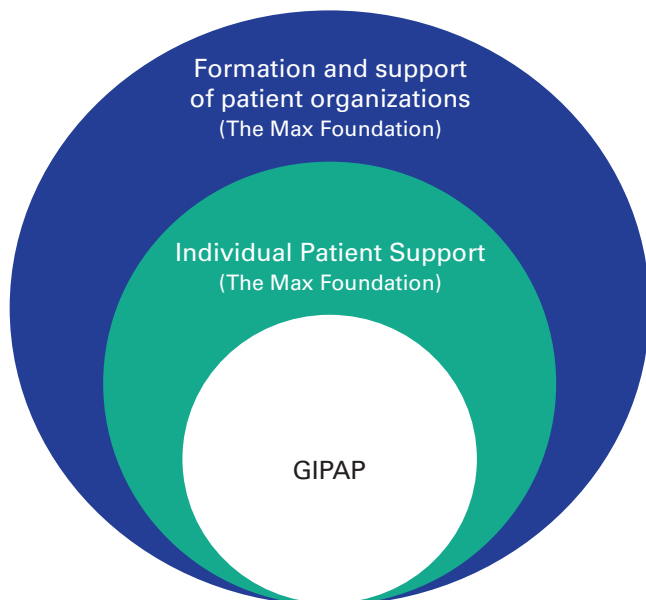 Formation and support
of patient organizations
(The Max Foundation)
Individual Patient Support
(The Max Foundation)
GIPAP